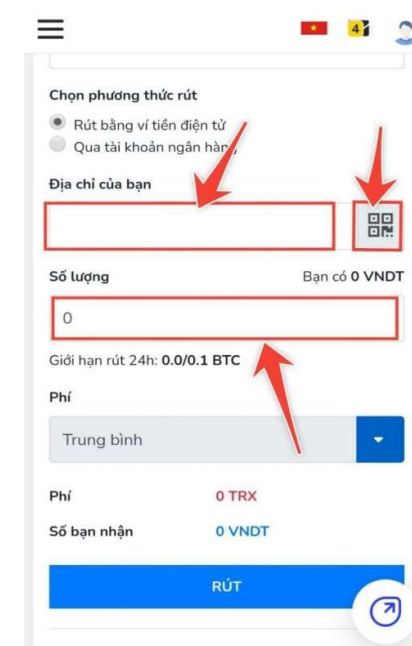 4
Chọn phương thức rút
Rút bằng ví tiền điện tử
Qua tài khoản ngân hàng
Địa chỉ của bạn
Số lượng Bạn có 0 VNDT
0
Giới hạn rút 24h: 0.0/0.1 BTC
Phí
Trung bình
Phí 0 TRX
Số bạn nhận 0 VNDT
RÚT